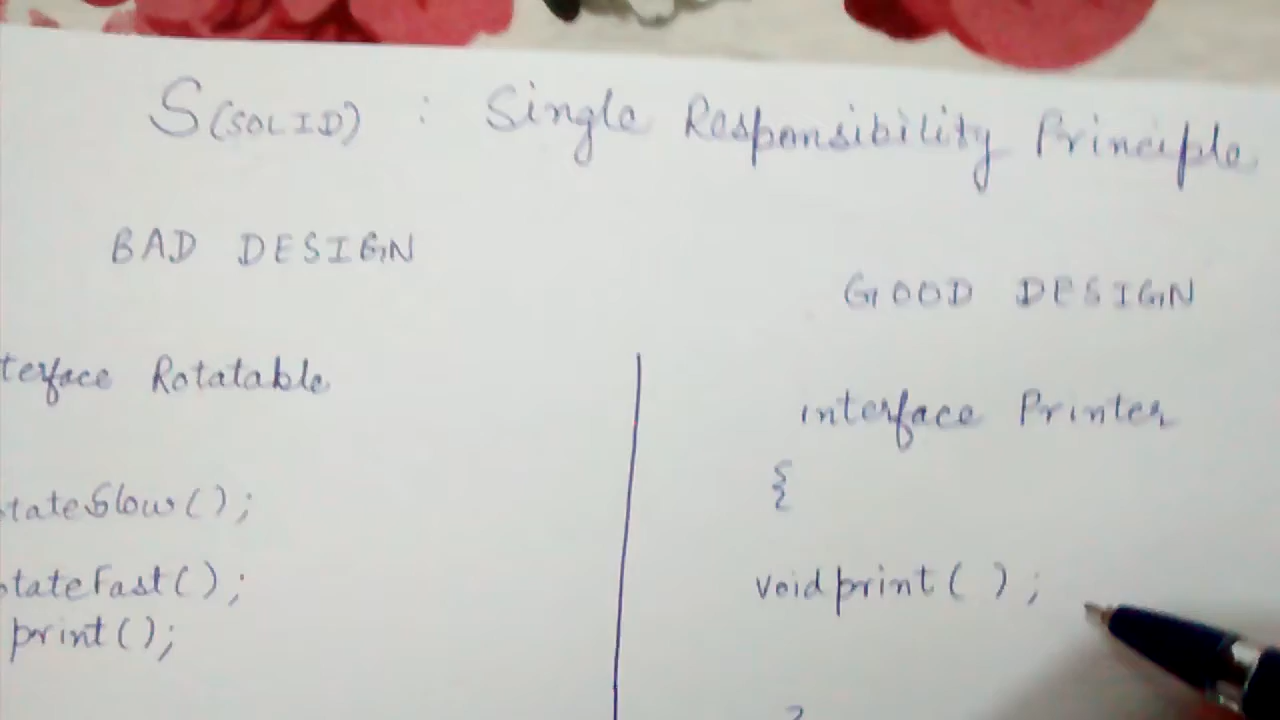 S(SOLID) : Single Responsibility Principle
BAD DESIGN
terface Rotatable
tateSlow();
tateFast();
print();
GOOD DESIGN
interface Printer
{
void print( );